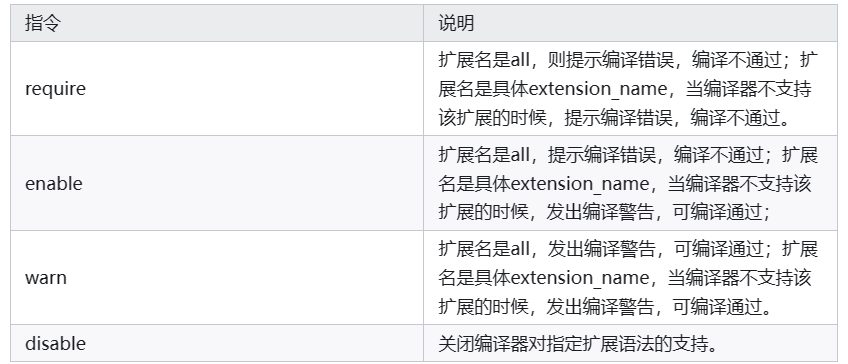 指令
说明
require
扩展名是all，则提示编译错误，编译不通过；扩
展名是具体extension_name，当编译器不支持
该扩展的时候，提示编译错误，编译不通过。
enable
扩展名是all，提示编译错误，编译不通过；扩展
名是具体extension_name，当编译器不支持该
扩展的时候，发出编译警告，可编译通过；
warn
扩展名是all，发出编译警告，可编译通过；扩展
名是具体extension_name，当编译器不支持该
扩展的时候，发出编译警告，可编译通过。
disable
关闭编译器对指定扩展语法的支持。